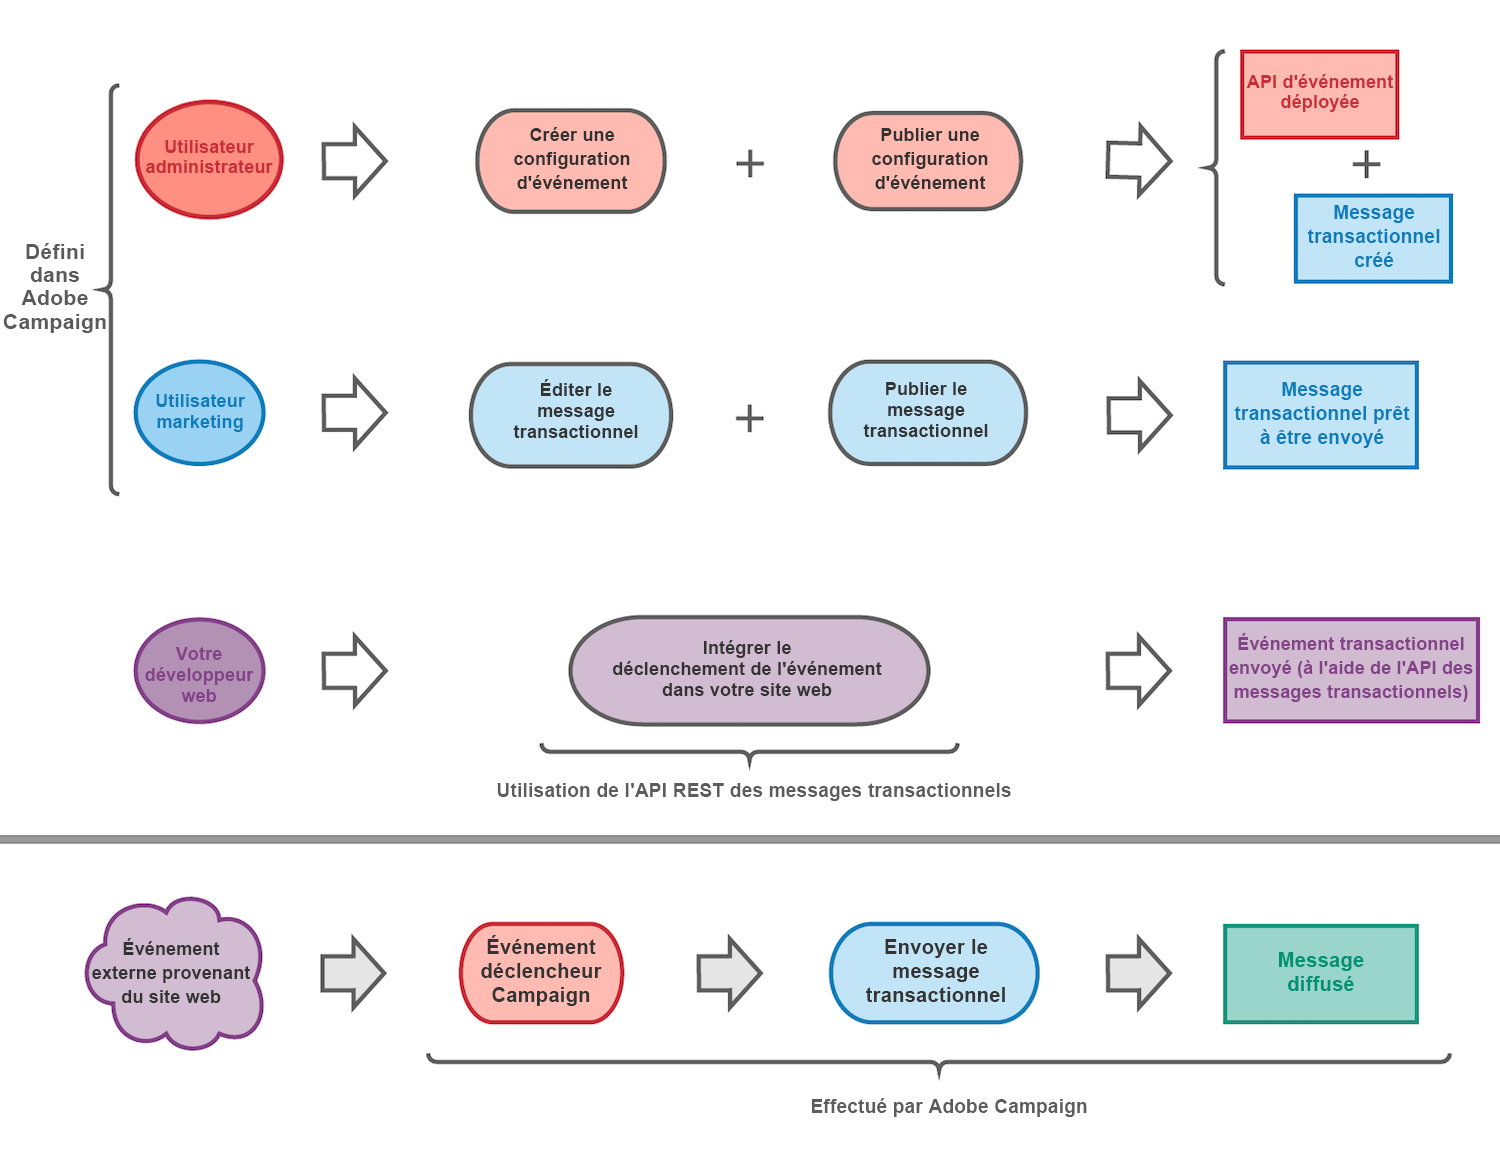 Défini
dans
Adobe
Campaign
Utilisateur
administrateur
Créer une
configuration
d'événement
+
Publier une
configuration
d'événement
API d'événement
déployée
+
Message
transactionnel
créé
Utilisateur
marketing
Éditer le
message
transactionnel
+
Publier le
message
transactionnel
Message
transactionnel prêt
à être envoyé
Votre
développeur
web
Intégrer le
déclenchement de l'événement
dans votre site web
Événement transactionnel
envoyé (à l'aide de l'API des
messages transactionnels)
Utilisation de l'API REST des messages transactionnels
Événement
externe provenant
du site web
Événement
déclencheur
Campaign
Envoyer le
message
transactionnel
Message
diffusé
Effectué par Adobe Campaign